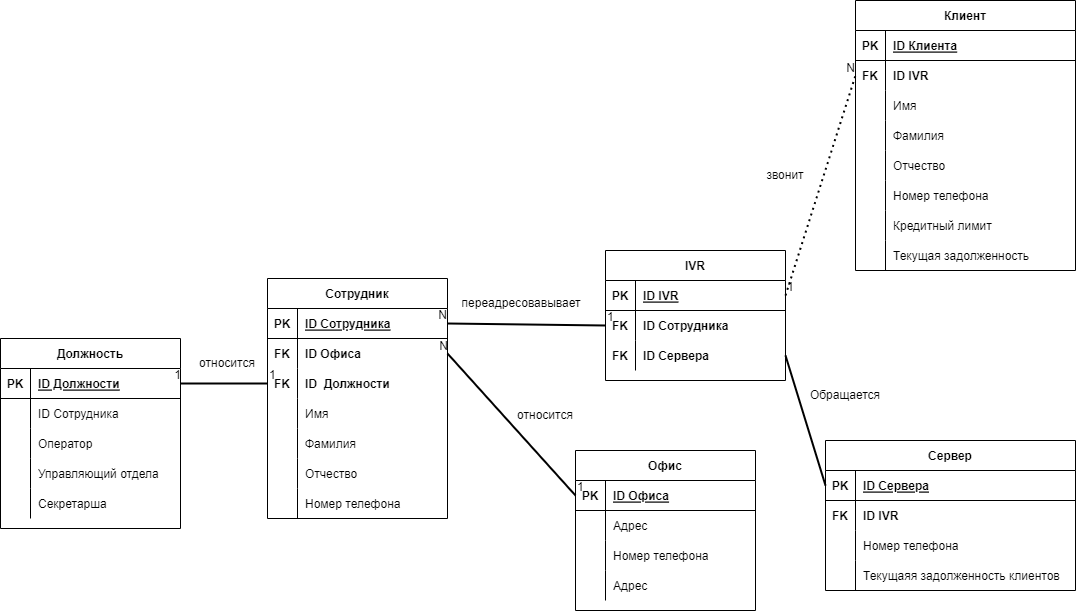 Клиент
PK ID Клиента
FK ID IVR
Имя
Фамилия
Отчество
Номер телефона
Кредитный лимит
Текущая задолженность
N
звонит
1
IVR
PK ID IVR
FK ID Сотрудника
FK ID Сервера
переадресовавывает
N
1
Сотрудник
PK ID Сотрудника
FK ID Офиса
FK ID Должности
Имя
Фамилия
Отчество
Номер телефона
относится
1
1
Должность
PK ID Должности
ID Сотрудника
Оператор
Управляющий отдела
Секретарша
N
относится
1
Офис
PK ID Офиса
Адрес
Номер телефона
Адрес
Обращается
Сервер
PK ID Сервера
FK ID IVR
Номер телефона
Текущаяя задолженность клиентов